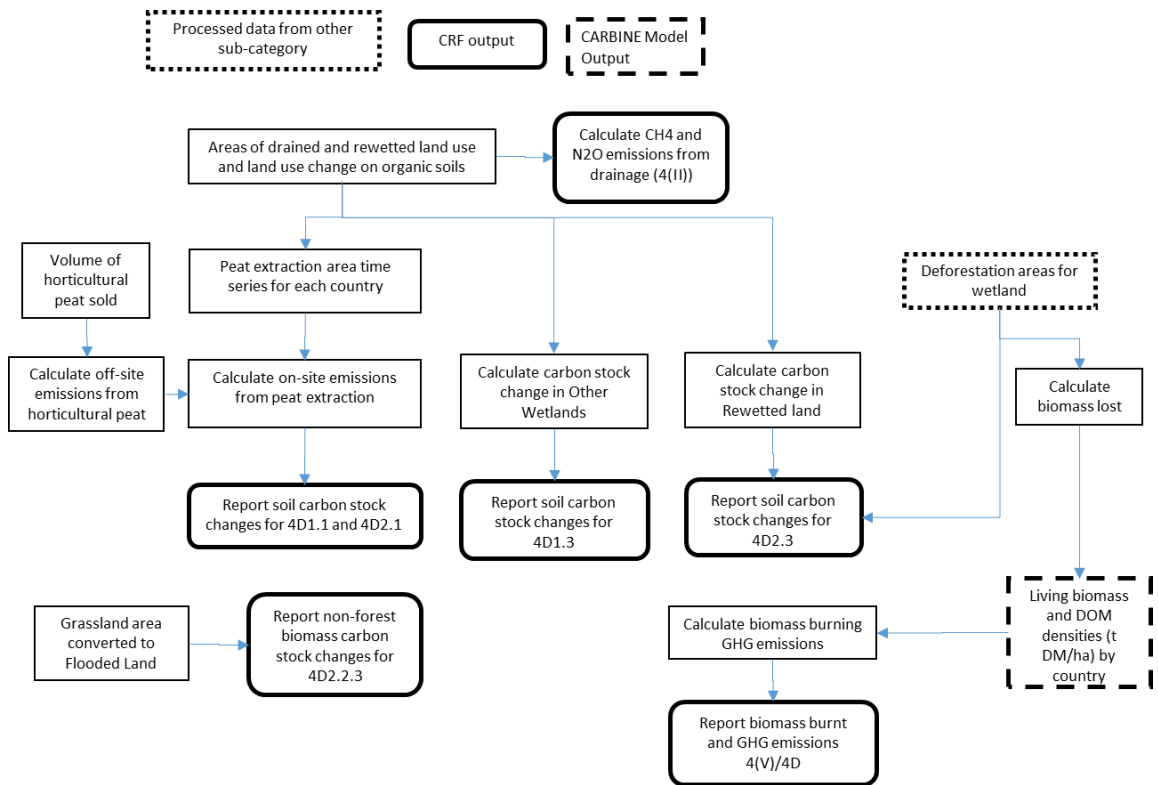 Processed data from other
sub-category
CRF output
CARBINE Model
Output
Areas of drained and rewetted land use
and land use change on organic soils
Calculate CH4 and
N2O emissions from
drainage (4(II))
Volume of
horticultural
peat sold
Peat extraction area time
series for each country
Deforestation areas for
wetland
Calculate off-site
emissions from
horticultural peat
Calculate on-site emissions
from peat extraction
Calculate carbon stock
change in Other
Wetlands
Calculate carbon
stock change in
Rewetted land
Calculate
biomass lost
Report soil carbon stock
changes for 4D1.1 and 4D2.1
Report soil carbon
stock changes for
4D1.3
Report soil carbon
stock changes for
4D2.3
Grassland area
converted to
Flooded Land
Report non-forest
biomass carbon
stock changes for
4D2.2.3
Calculate biomass burning
GHG emissions
Living biomass
and DOM
densities (t
DM/ha) by
country
Report biomass burnt
and GHG emissions
4(V)/4D